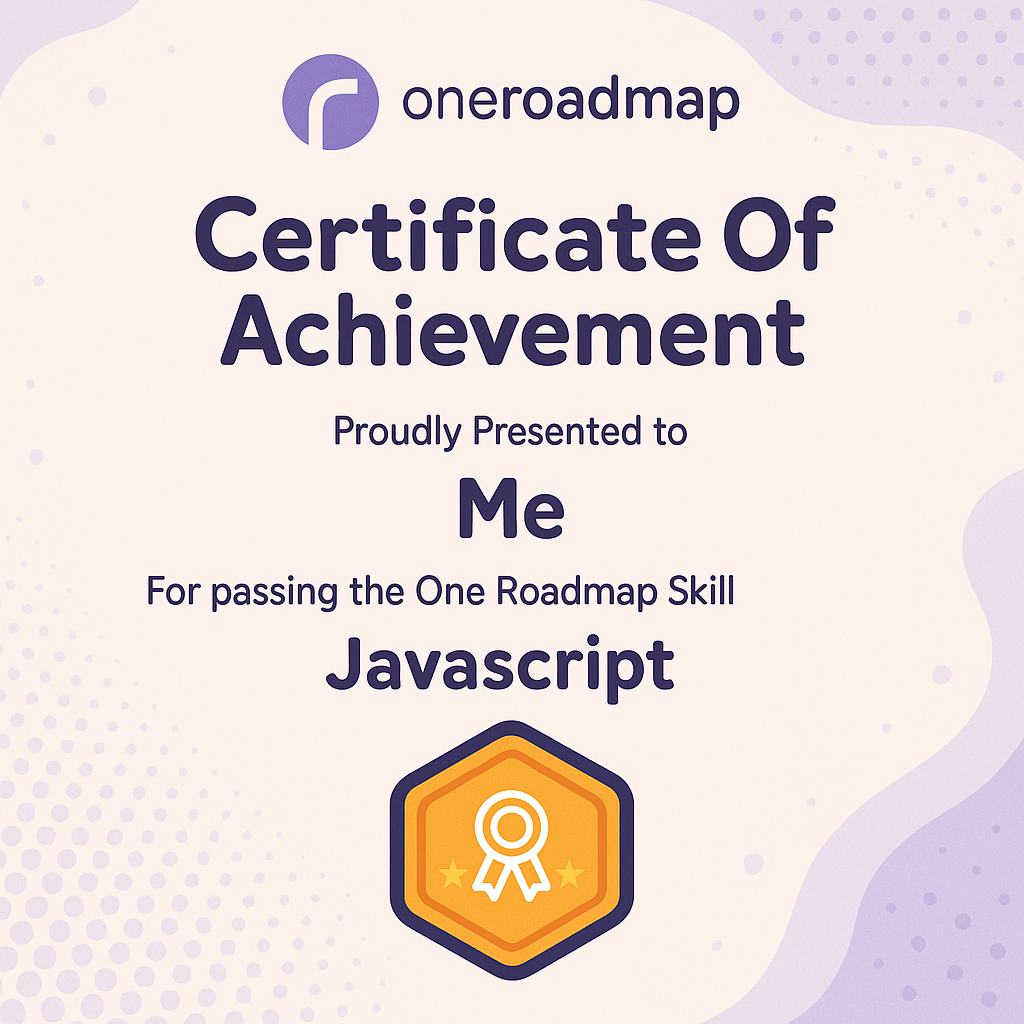 oneroadmap
Certificate Of
Achievement
Proudly Presented to
Me
For passing the One Roadmap Skill
Javascript